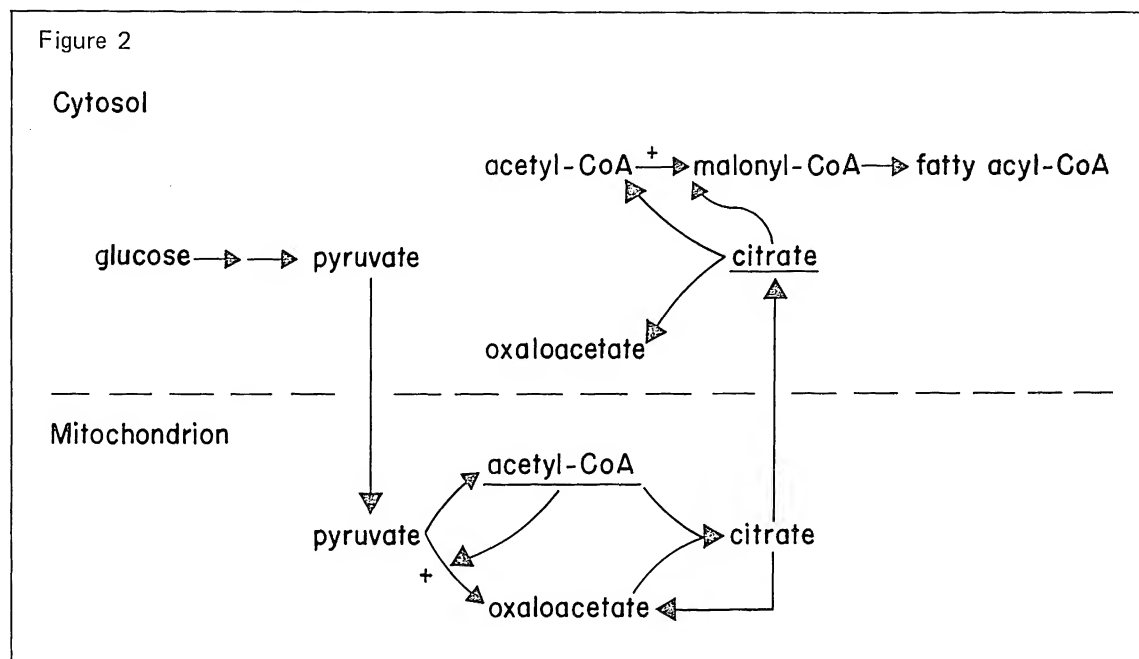 Figure 2
Cytosol
acetyl-CoA + malonyl-CoA fatty acyl-CoA
glucose pyruvate citrate
oxaloacetate
Mitochondrion
acetyl-CoA
pyruvate citrate
+
oxaloacetate